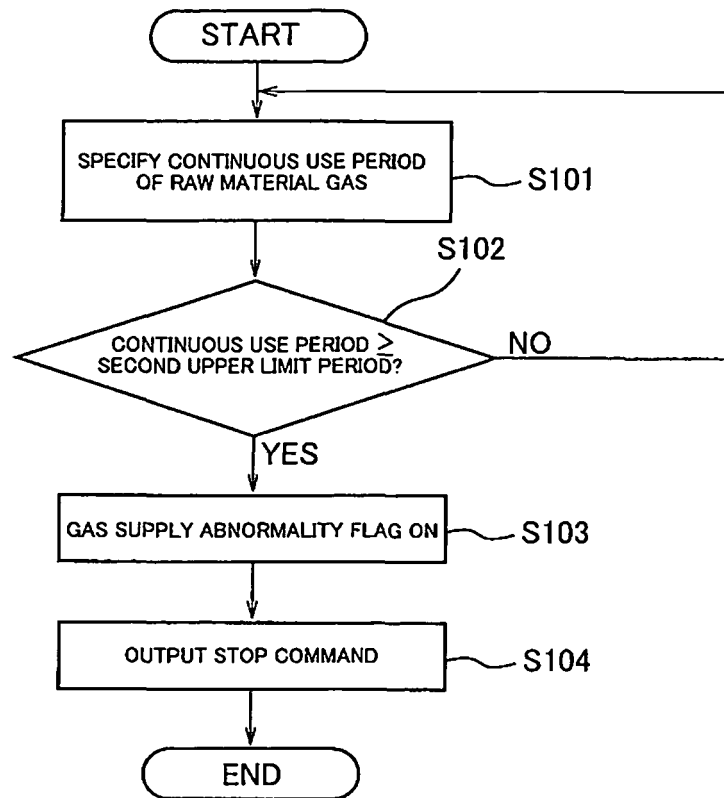 START
SPECIFY CONTINUOUS USE PERIOD
OF RAW MATERIAL GAS
S101
S102
CONTINUOUS USE PERIOD ≥
SECOND UPPER LIMIT PERIOD?
NO
YES
GAS SUPPLY ABNORMALITY FLAG ON
S103
OUTPUT STOP COMMAND
S104
END